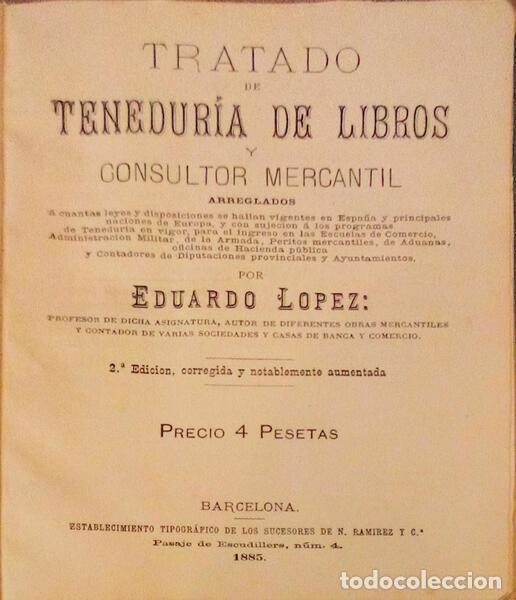 TRATADO
DE
TENEDURÍA DE LIBROS
Y
CONSULTOR MERCANTIL
ARREGLADOS
Á cuantas leyes y disposiciones se hallan vigentes en España y principales
naciones de Europa, y con sujecion á los programas
de Teneduría en vigor, para el ingreso en las Escuelas de Comercio,
Administracion Militar, de la Armada, Peritos mercantiles, de Aduanas,
oficinas de Hacienda pública
y Contadores de Diputaciones provinciales y Ayuntamientos.
POR
EDUARDO LOPEZ:
PROFESOR DE DICHA ASIGNATURA, AUTOR DE DIFERENTES OBRAS MERCANTILES
Y CONTADOR DE VARIAS SOCIEDADES Y CASAS DE BANCA Y COMERCIO.
2.ª Edicion, corregida y notablemente aumentada
PRECIO 4 PESETAS
BARCELONA.
ESTABLECIMIENTO TIPOGRÁFICO DE LOS SUCESORES DE N. RAMIREZ Y C.ª
Pasaje de Escudillers, núm. 4.
1885.
todocoleccion